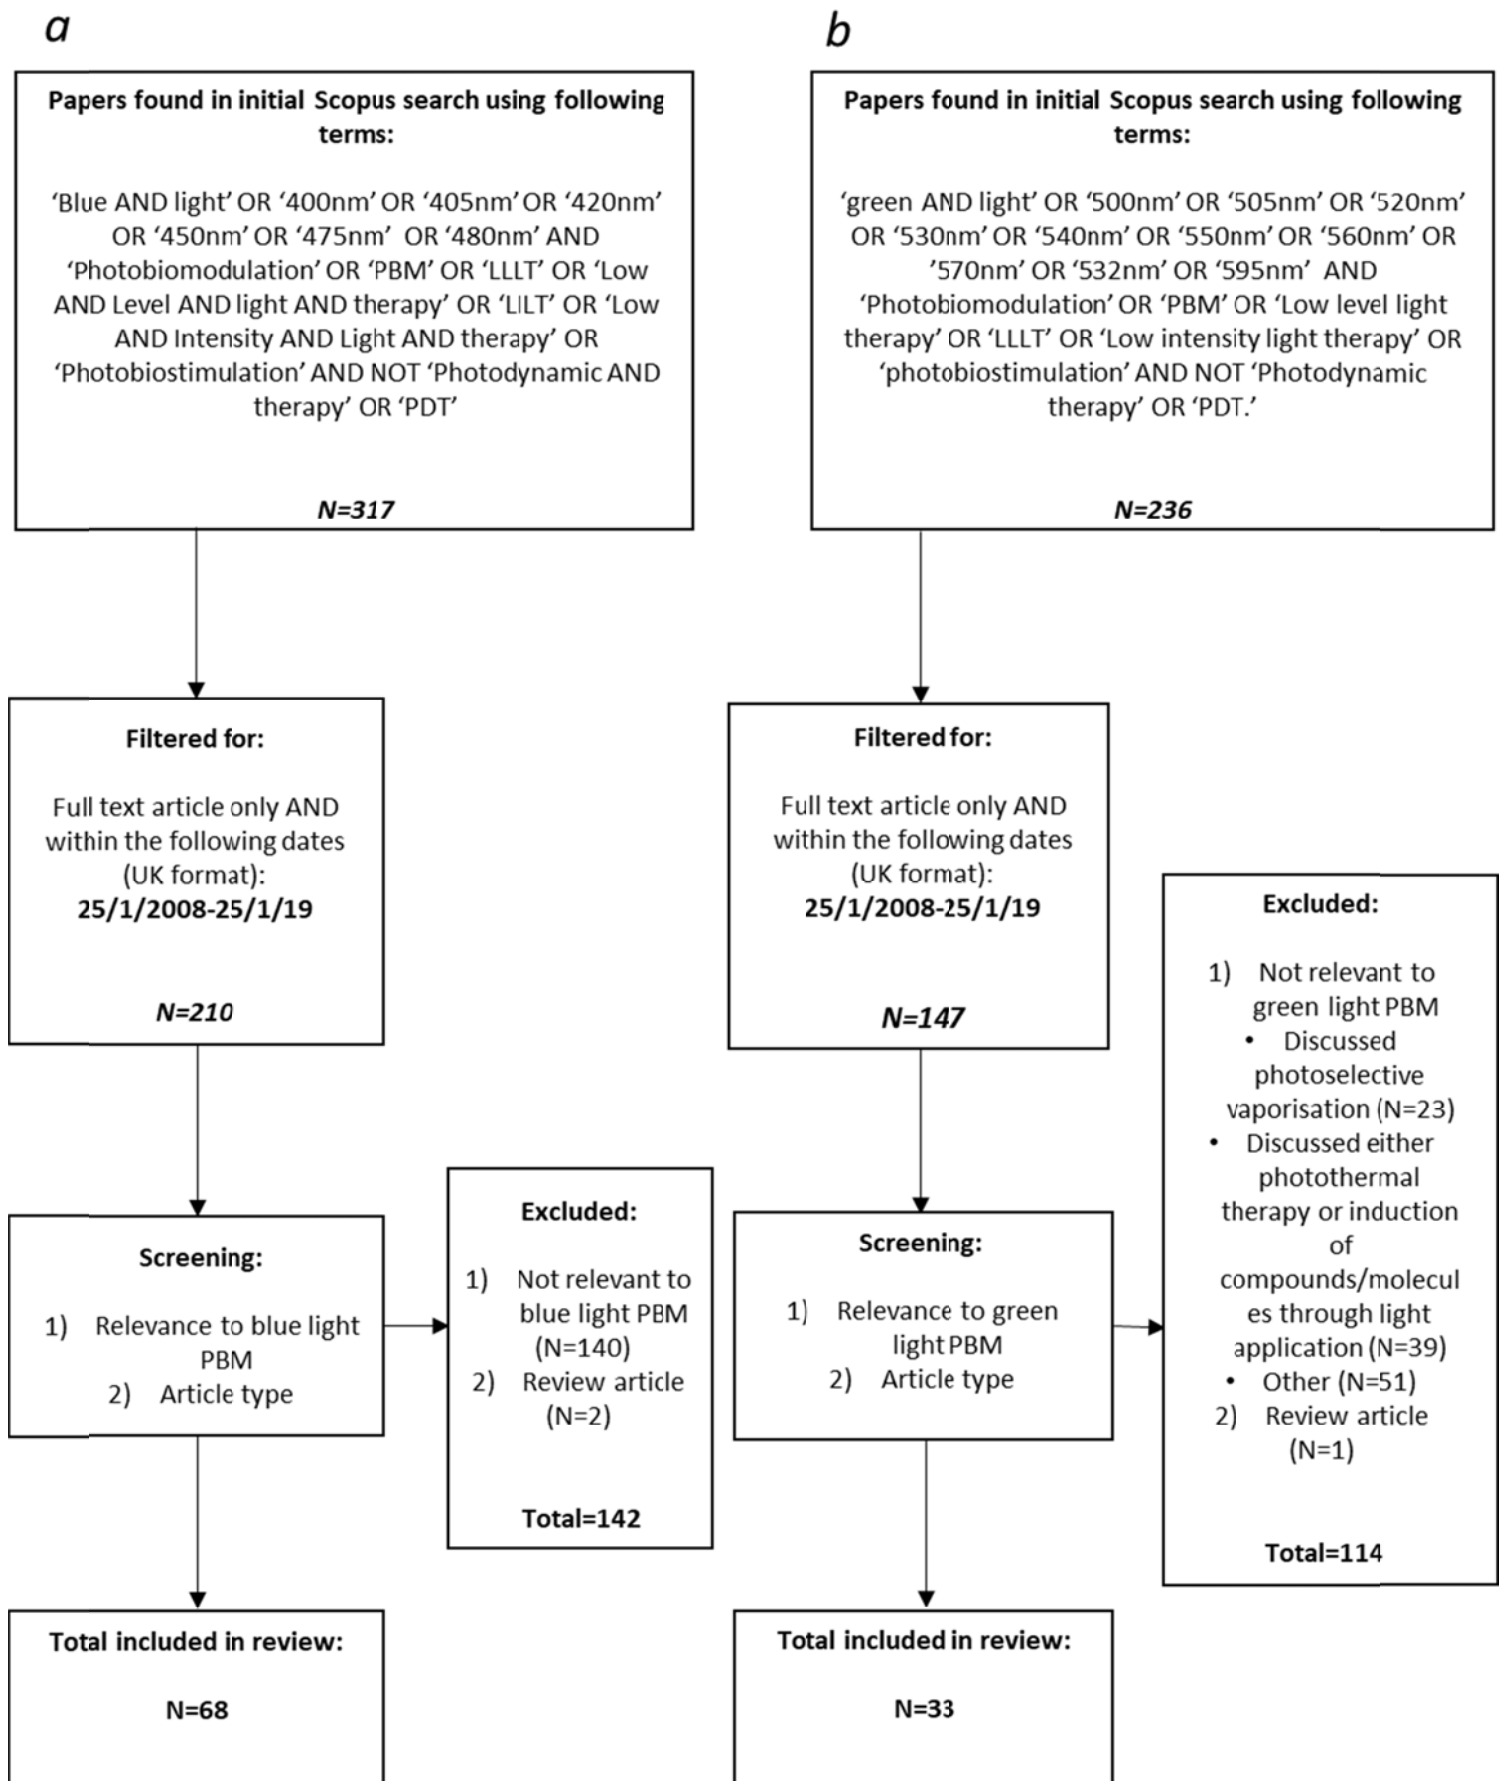 a
Papers found in initial Scopus search using following
terms:
‘Blue AND light’ OR ‘400nm’ OR ‘405nm’ OR ‘420nm’
OR ‘450nm’ OR ‘475nm’ OR ‘480nm’ AND
‘Photobiomodulation’ OR ‘PBM’ OR ‘LLLT’ OR ‘Low
AND Level AND light AND therapy’ OR ‘LILT’ OR ‘Low
AND Intensity AND Light AND therapy’ OR
‘Photobiostimulation’ AND NOT ‘Photodynamic AND
therapy’ OR ‘PDT’
N=317
Filtered for:
Full text article only AND
within the following dates
(UK format):
25/1/2008-25/1/19
N=210
Screening:
1) Relevance to blue light
PBM
2) Article type
Excluded:
1) Not relevant to
blue light PBM
(N=140)
2) Review article
(N=2)
Total=142
Total included in review:
N=68
b
Papers found in initial Scopus search using following
terms:
‘green AND light’ OR ‘500nm’ OR ‘505nm’ OR ‘520nm’
OR ‘530nm’ OR ‘540nm’ OR ‘550nm’ OR ‘560nm’ OR
’570nm’ OR ‘532nm’ OR ‘595nm’ AND
‘Photobiomodulation’ OR ‘PBM’ OR ‘Low level light
therapy’ OR ‘LLLT’ OR ‘Low intensity light therapy’ OR
‘photobiostimulation’ AND NOT ‘Photodynamic
therapy’ OR ‘PDT.’
N=236
Filtered for:
Full text article only AND
within the following dates
(UK format):
25/1/2008-25/1/19
N=147
Screening:
1) Relevance to green
light PBM
2) Article type
Excluded:
1) Not relevant to
green light PBM
• Discussed
photoselective
vaporisation (N=23)
• Discussed either
photothermal
therapy or induction
of
compounds/molecul
es through light
application (N=39)
• Other (N=51)
2) Review article
(N=1)
Total=114
Total included in review:
N=33